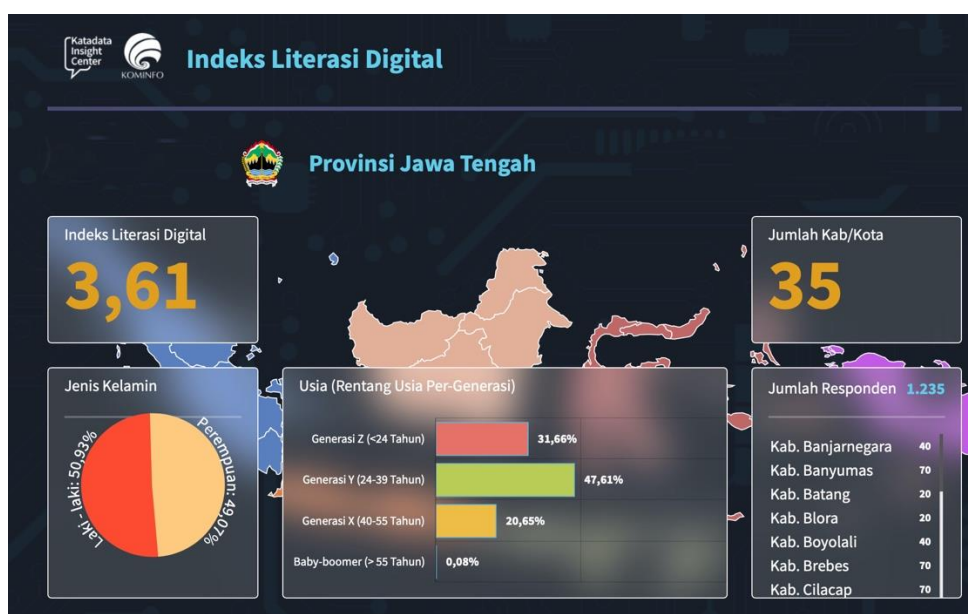 Katadata
Insight
Center
KOMINFO
Indeks Literasi Digital
Provinsi Jawa Tengah
Indeks Literasi Digital
3,61
Jumlah Kab/Kota
35
Jenis Kelamin
Laki - laki: 50,93%
Perempuan: 49,07%
Usia (Rentang Usia Per-Generasi)
Generasi Z (<24 Tahun) 31,66%
Generasi Y (24-39 Tahun) 47,61%
Generasi X (40-55 Tahun) 20,65%
Baby-boomer (> 55 Tahun) 0,08%
Jumlah Responden 1.235
Kab. Banjarnegara 40
Kab. Banyumas 70
Kab. Batang 20
Kab. Blora 20
Kab. Boyolali 40
Kab. Brebes 70
Kab. Cilacap 70